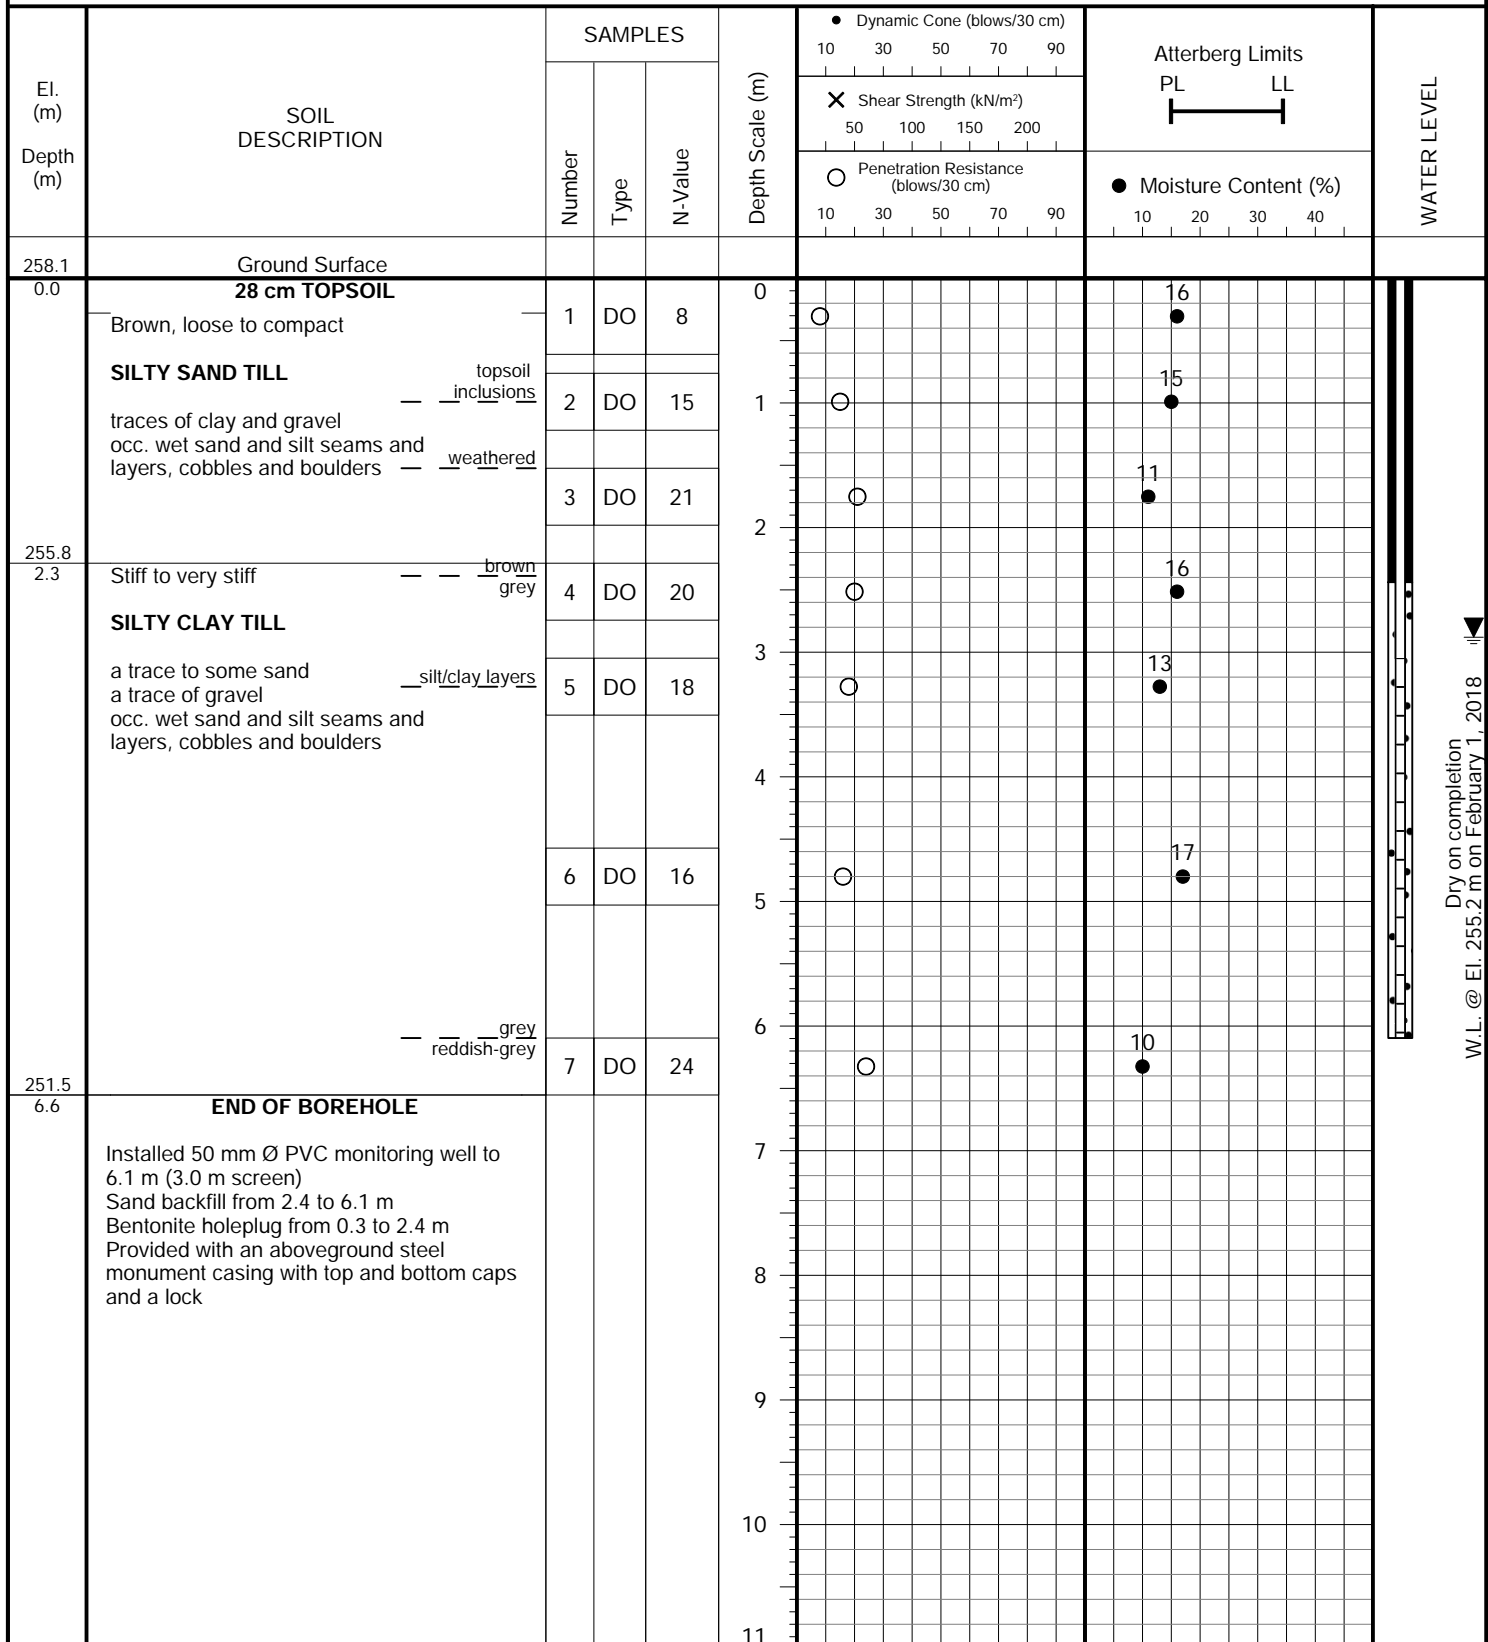 El.
(m)
Depth
(m)
SOIL
DESCRIPTION
SAMPLES
Number
Type
N-Value
Depth Scale (m)
Dynamic Cone (blows/30 cm)
10 30 50 70 90
Shear Strength (kN/m²)
50 100 150 200
Penetration Resistance
(blows/30 cm)
10 30 50 70 90
Atterberg Limits
PL LL
Moisture Content (%)
10 20 30 40
WATER LEVEL
258.1 Ground Surface
0.0 28 cm TOPSOIL 0
16
Brown, loose to compact 1 DO 8
SILTY SAND TILL topsoil
inclusions
15
2 DO 15 1
traces of clay and gravel
occ. wet sand and silt seams and
layers, cobbles and boulders weathered
11
3 DO 21
2
255.8
2.3 Stiff to very stiff brown
grey
16
4 DO 20
SILTY CLAY TILL
3
13
a trace to some sand silt/clay layers 5 DO 18
a trace of gravel
occ. wet sand and silt seams and
layers, cobbles and boulders
4
17
6 DO 16
5
6
grey
reddish-grey
10
7 DO 24
251.5
6.6 END OF BOREHOLE
Installed 50 mm Ø PVC monitoring well to 7
6.1 m (3.0 m screen)
Sand backfill from 2.4 to 6.1 m
Bentonite holeplug from 0.3 to 2.4 m
Provided with an aboveground steel
monument casing with top and bottom caps 8
and a lock
9
10
11
Dry on completion
W.L. @ El. 255.2 m on February 1, 2018